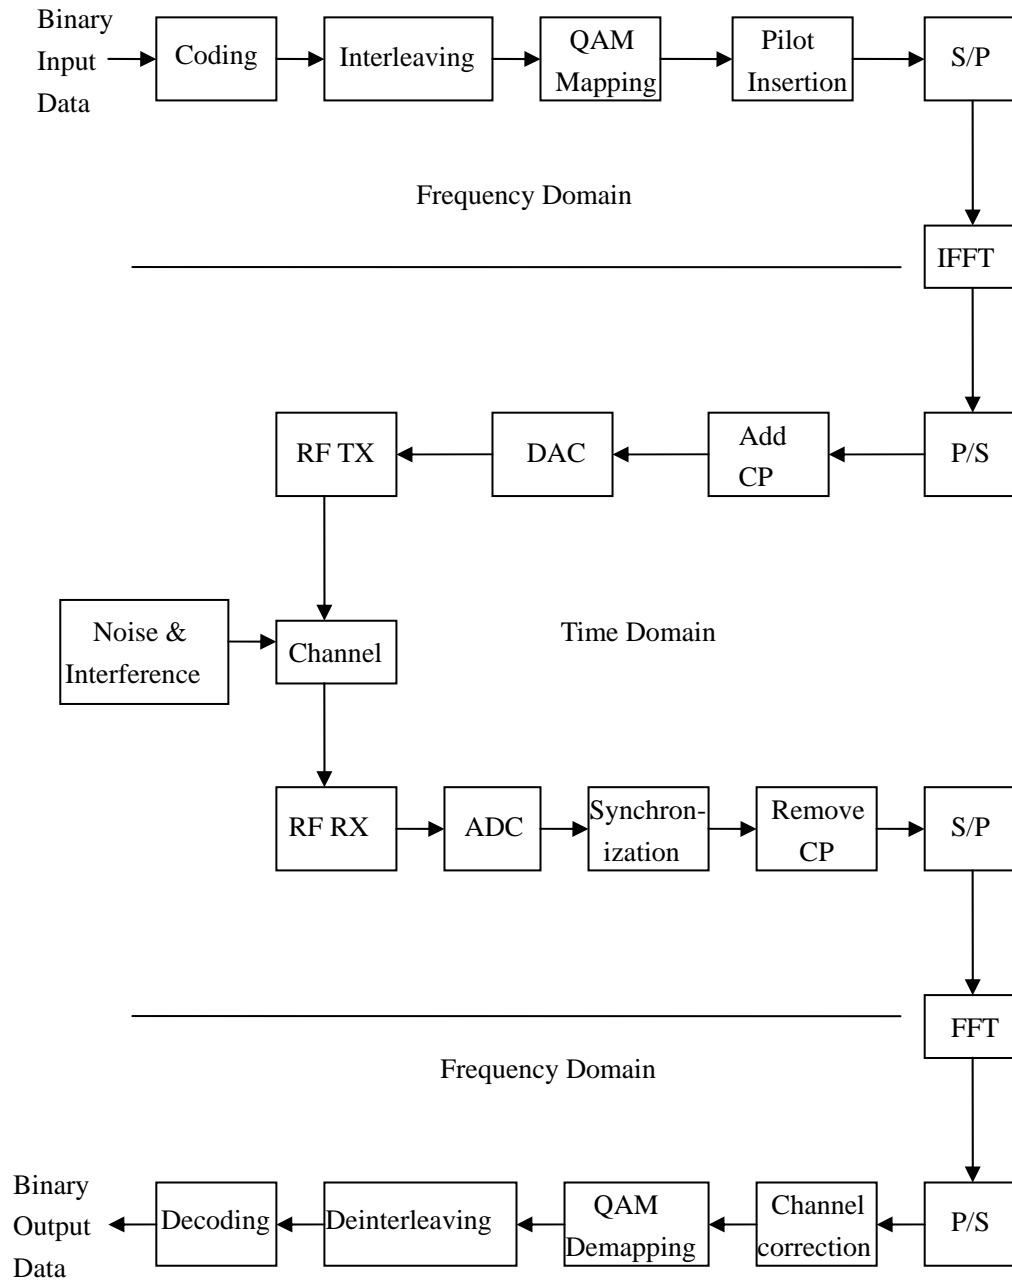 Binary
Input
Data
Coding
Interleaving
QAM
Mapping
Pilot
Insertion
S/P
Frequency Domain
IFFT
RF TX
DAC
Add
CP
P/S
Noise &
Interference
Channel
Time Domain
RF RX
ADC
Synchron-
ization
Remove
CP
S/P
FFT
Frequency Domain
Binary
Output
Data
Decoding
Deinterleaving
QAM
Demapping
Channel
correction
P/S